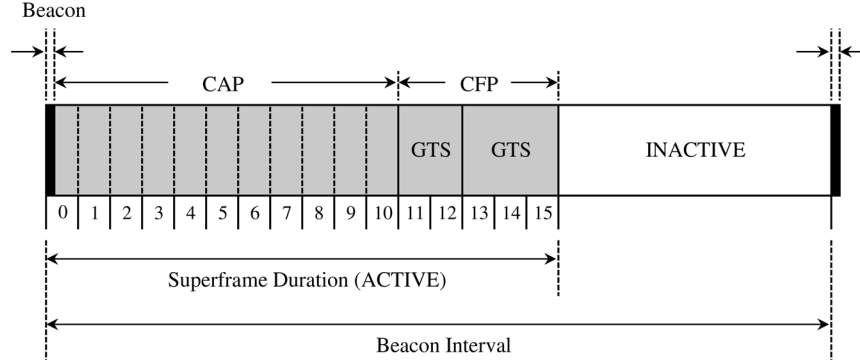 Beacon
CAP CFP
GTS GTS INACTIVE
0 1 2 3 4 5 6 7 8 9 10 11 12 13 14 15
Superframe Duration (ACTIVE)
Beacon Interval